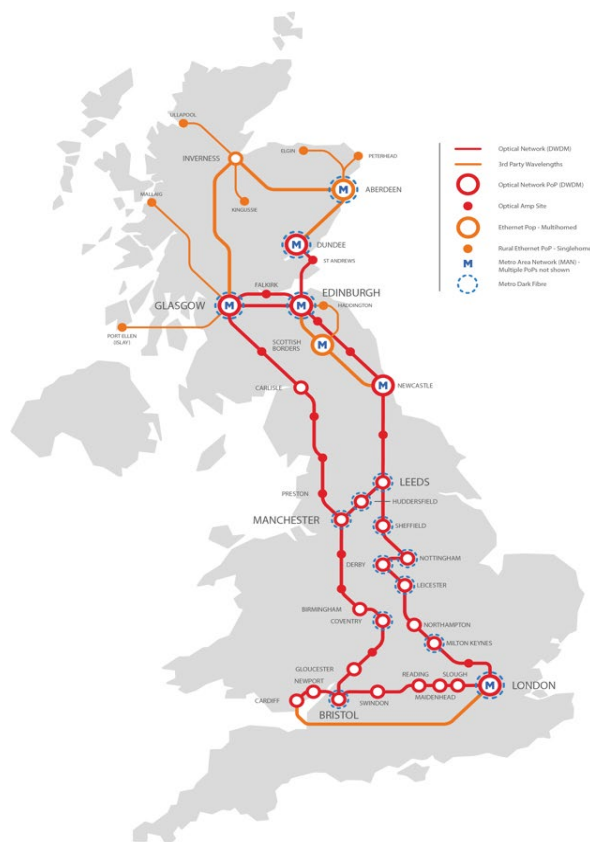 ULLAPOOL
ELGIN
PETERHEAD
INVERNESS
M
ABERDEEN
MALLAIG
KINGUSSIE
M
DUNDEE
ST ANDREWS
FALKIRK
EDINBURGH
GLASGOW
M
M
HADDINGTON
PORT ELLEN
(ISLAY)
SCOTTISH
BORDERS
M
CARLISLE
M
NEWCASTLE
PRESTON
LEEDS
HUDDERSFIELD
MANCHESTER
SHEFFIELD
NOTTINGHAM
DERBY
LEICESTER
BIRMINGHAM
COVENTRY
NORTHAMPTON
MILTON KEYNES
GLOUCESTER
NEWPORT
READING
SLOUGH
CARDIFF
BRISTOL
SWINDON
MAIDENHEAD
M
LONDON
Optical Network (DWDM)
3rd Party Wavelengths
Optical Network PoP (DWDM)
Optical Amp Site
Ethernet Pop - Multihomed
Rural Ethernet PoP - Singlehomed
M
Metro Area Network (MAN) -
Multiple PoPs not shown
Metro Dark Fibre